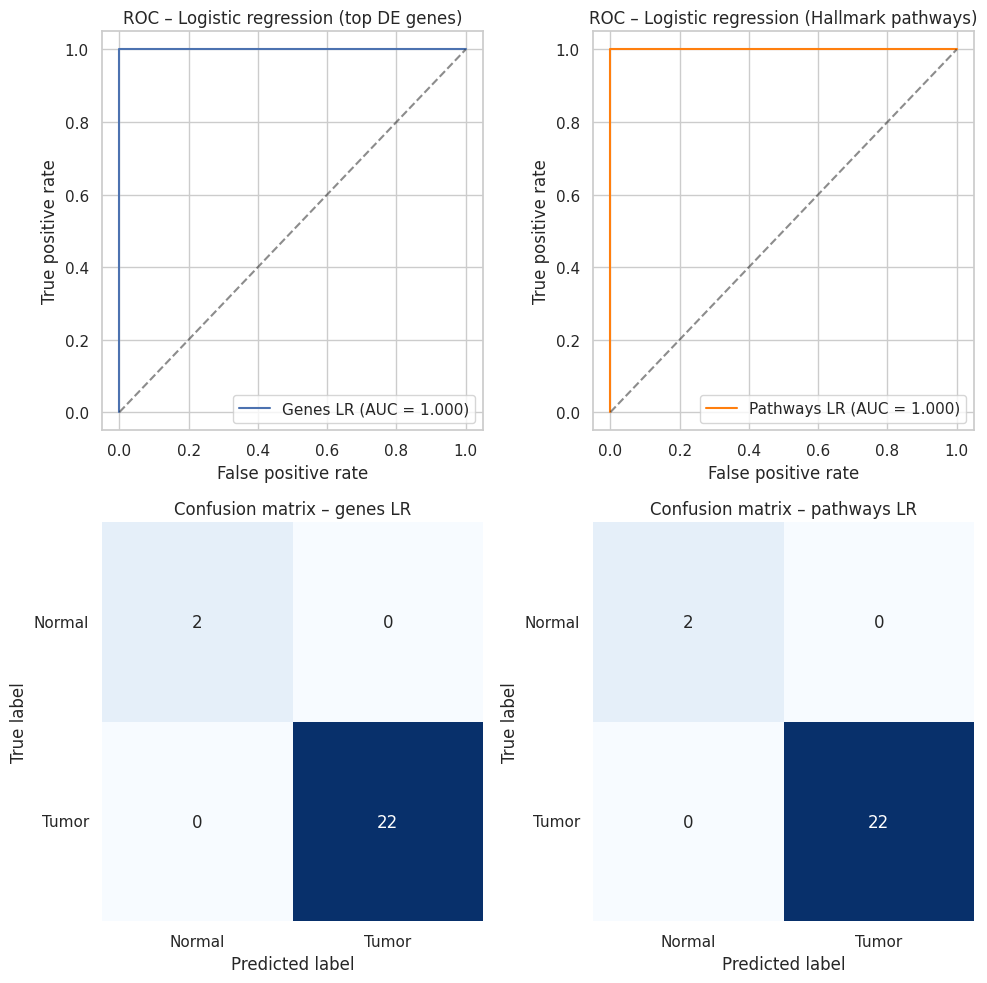 ROC – Logistic regression (top DE genes)
True positive rate
1.0
0.8
0.6
0.4
0.2
0.0
Genes LR (AUC = 1.000)
0.0 0.2 0.4 0.6 0.8 1.0
False positive rate
ROC – Logistic regression (Hallmark pathways)
True positive rate
1.0
0.8
0.6
0.4
0.2
0.0
Pathways LR (AUC = 1.000)
0.0 0.2 0.4 0.6 0.8 1.0
False positive rate
Confusion matrix – genes LR
True label
Normal 2 0
Tumor 0 22
Normal Tumor
Predicted label
Confusion matrix – pathways LR
True label
Normal 2 0
Tumor 0 22
Normal Tumor
Predicted label